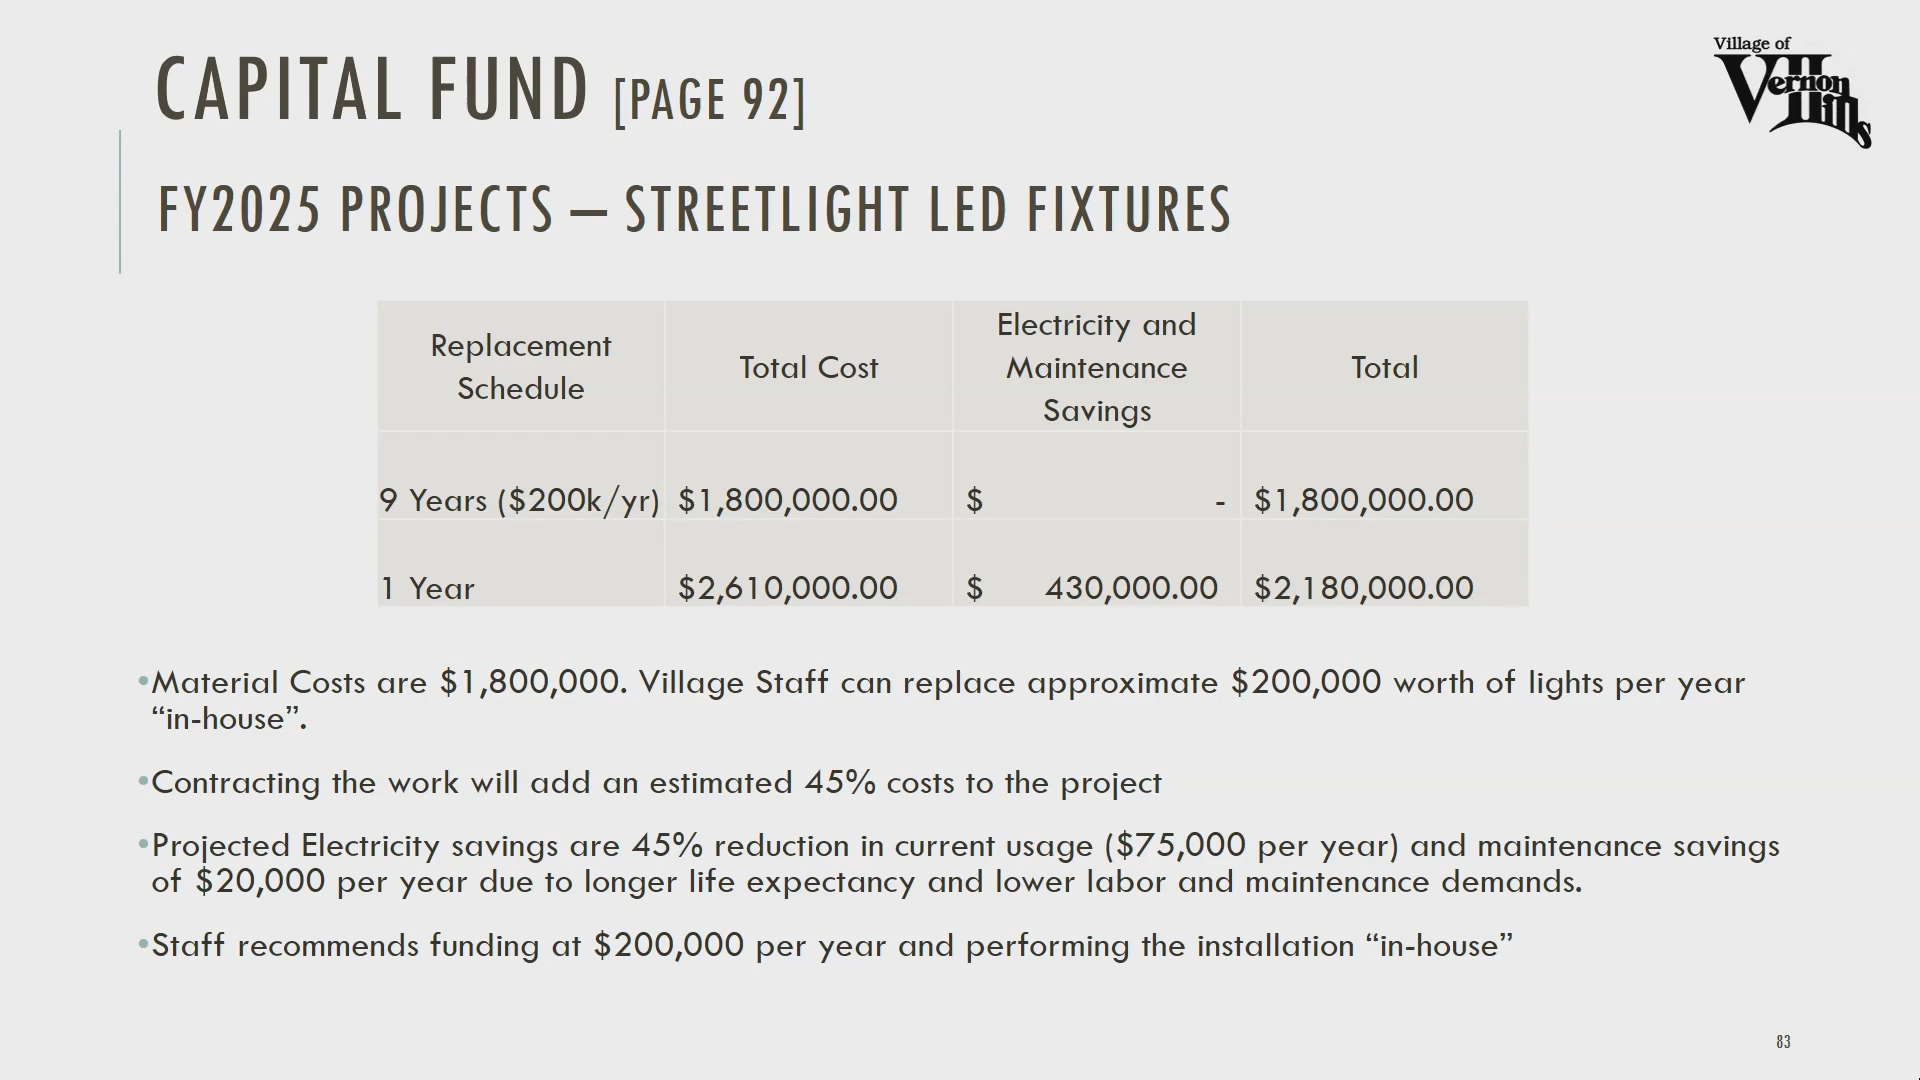 CAPITAL FUND [PAGE 92]
Village of
Vernon
Hills
FY2025 PROJECTS – STREETLIGHT LED FIXTURES
Replacement
Schedule
Total Cost
Electricity and
Maintenance
Savings
Total
9 Years ($200k/yr) $1,800,000.00 $ - $1,800,000.00
1 Year $2,610,000.00 $ 430,000.00 $2,180,000.00
•Material Costs are $1,800,000. Village Staff can replace approximate $200,000 worth of lights per year
“in-house”.
•Contracting the work will add an estimated 45% costs to the project
•Projected Electricity savings are 45% reduction in current usage ($75,000 per year) and maintenance savings
of $20,000 per year due to longer life expectancy and lower labor and maintenance demands.
•Staff recommends funding at $200,000 per year and performing the installation “in-house”
83